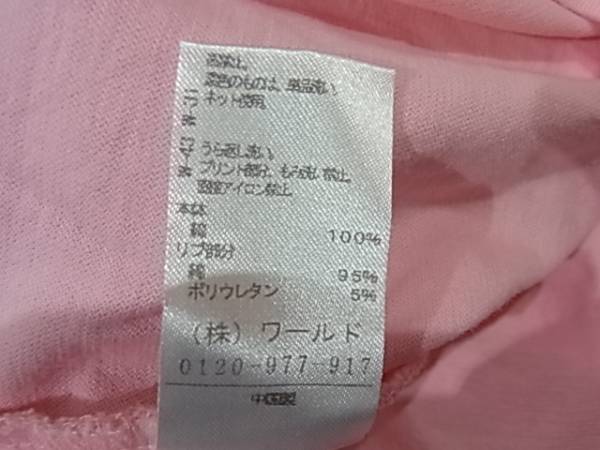 濃色のものは、単品洗い。
ネット使用
うら返し洗い。
プリント部分、もみ洗い禁止
アイロン禁止
本体
綿 100%
リブ部分
綿 95%
ポリウレタン 5%
(株) ワールド
0120-977-917
中国製